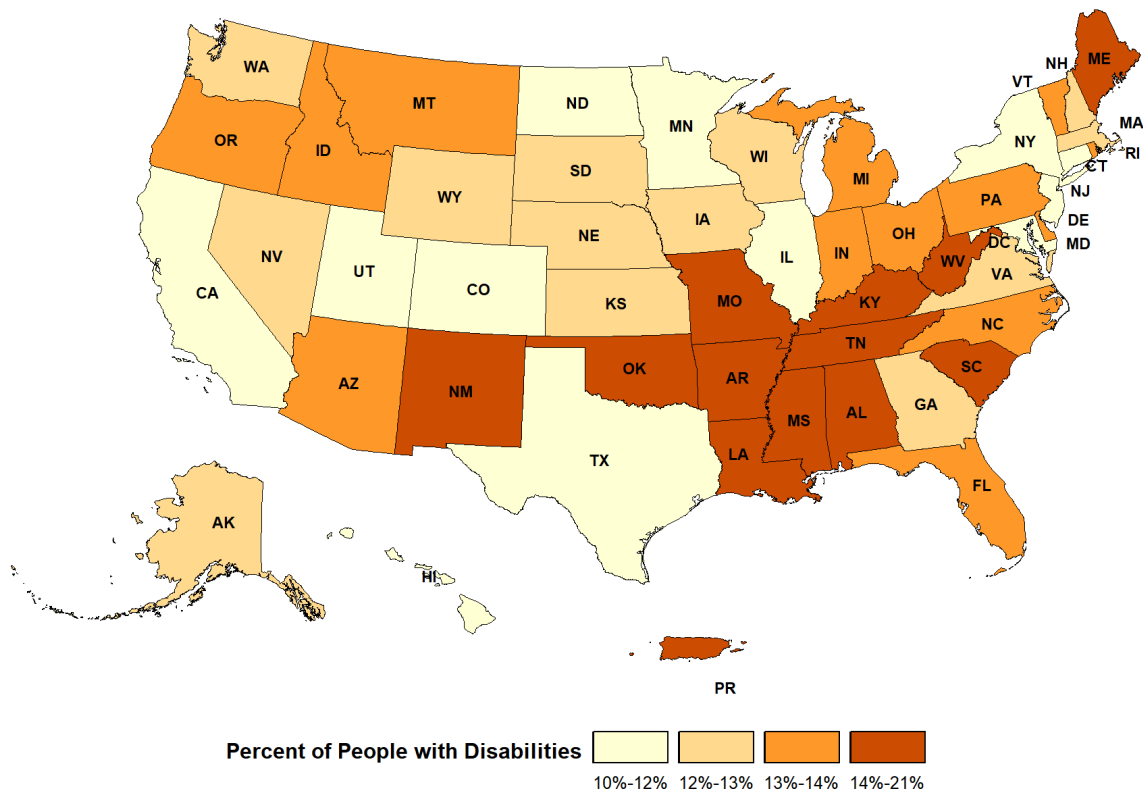 ME
NH
VT
WA
MT
ND
MN
MA
OR
ID
NY
RI
WI
CT
SD
MI
WY
NJ
PA
IA
DE
NE
OH
MD
DC
NV
IN
IL
UT
WV
VA
CO
CA
KS
MO
KY
NC
TN
OK
SC
AR
AZ
NM
GA
MS
AL
LA
TX
FL
AK
HI
PR
Percent of People with Disabilities
10%-12%
12%-13%
13%-14%
14%-21%